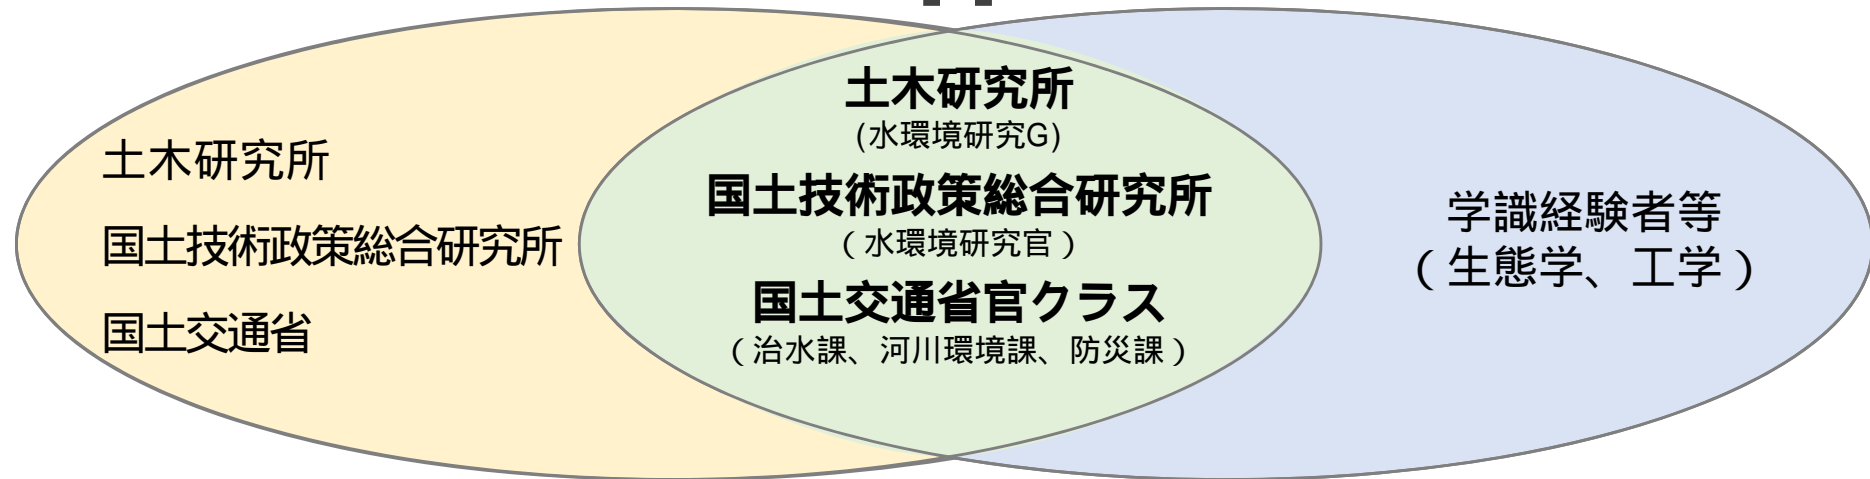 土木研究所
国土技術政策総合研究所
国土交通省
土木研究所
(水環境研究G)
国土技術政策総合研究所
（水環境研究官）
国土交通省官クラス
（治水課、河川環境課、防災課）
学識経験者等
（生態学、工学）